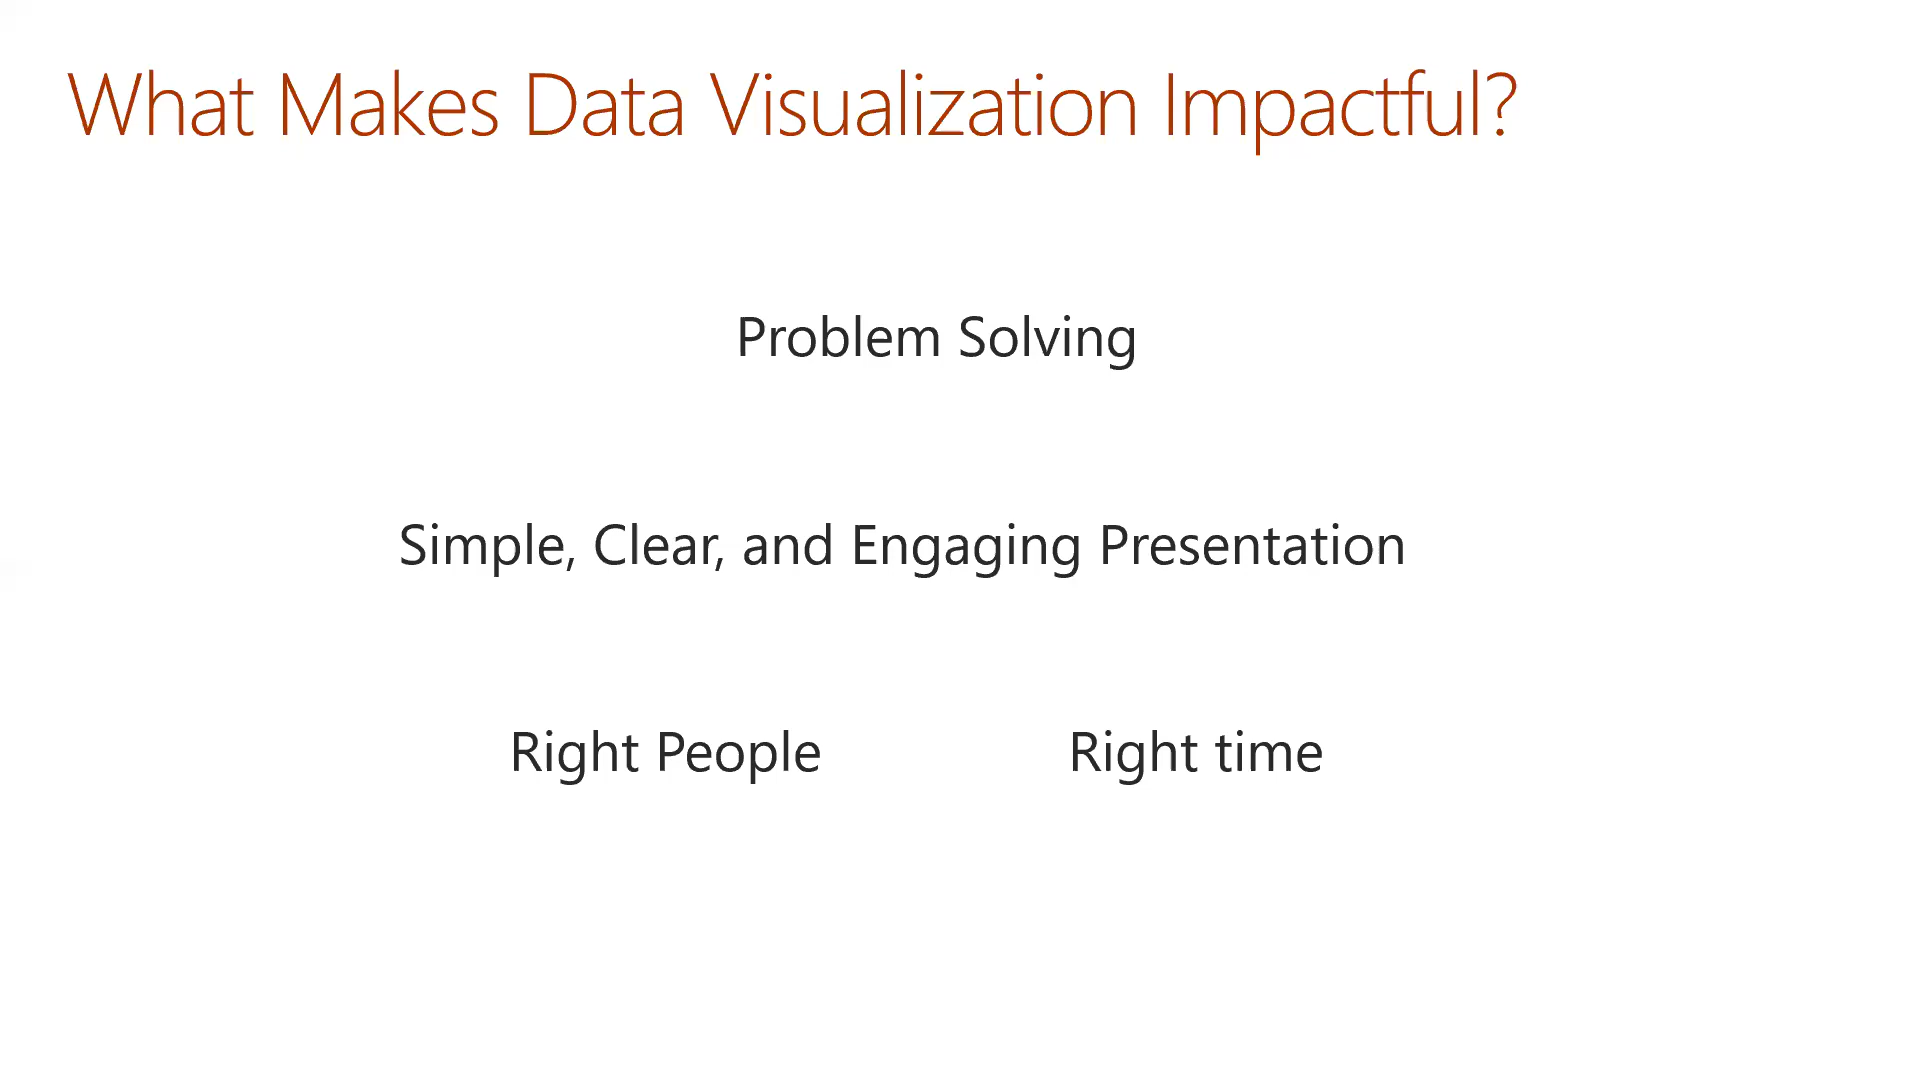 What Makes Data Visualization Impactful?
Problem Solving
Simple, Clear, and Engaging Presentation
Right People
Right time